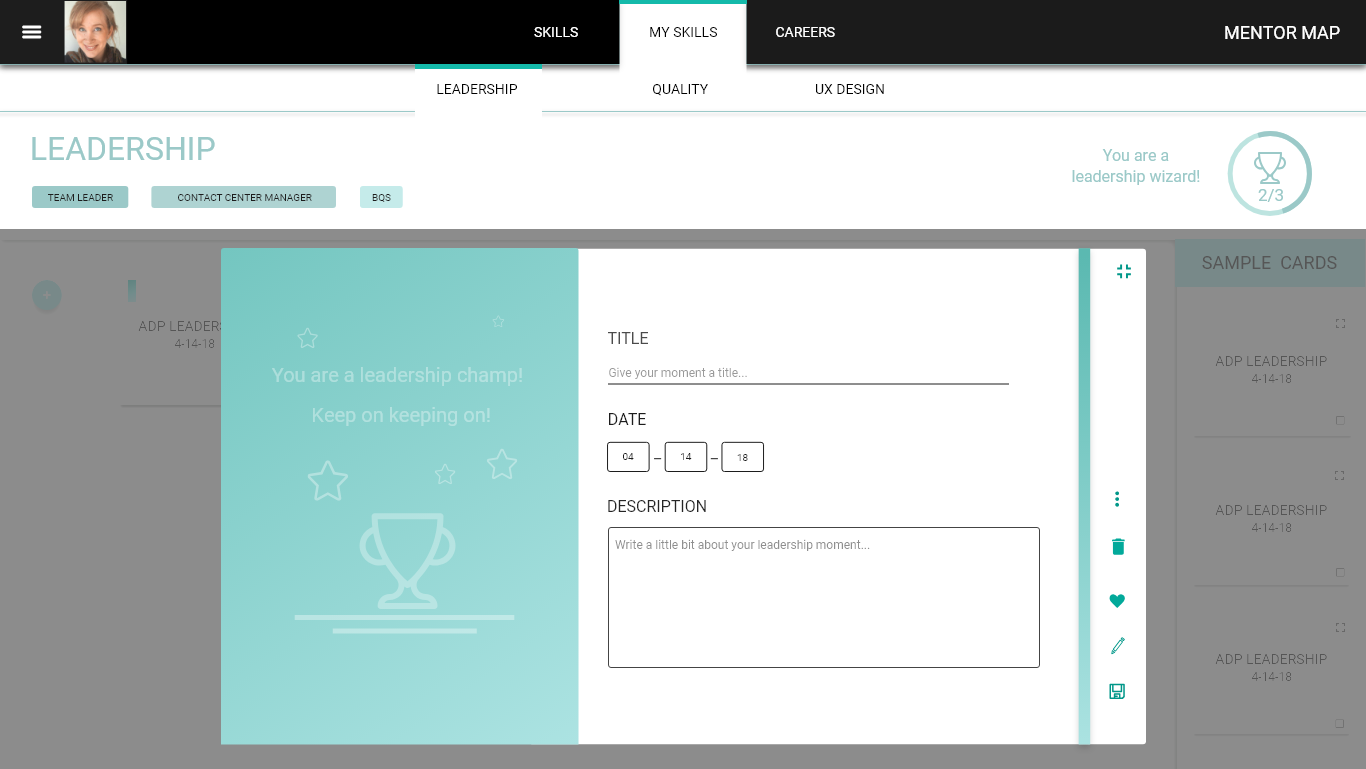 SKILLS
MY SKILLS
CAREERS
MENTOR MAP
LEADERSHIP
QUALITY
UX DESIGN
LEADERSHIP
You are a
leadership wizard!
2/3
TEAM LEADER
CONTACT CENTER MANAGER
BQS
SAMPLE CARDS
+
ADP LEADERS
4-14-18
You are a leadership champ!
Keep on keeping on!
TITLE
Give your moment a title...
DATE
04 – 14 – 18
DESCRIPTION
Write a little bit about your leadership moment...
ADP LEADERSHIP
4-14-18
ADP LEADERSHIP
4-14-18
ADP LEADERSHIP
4-14-18